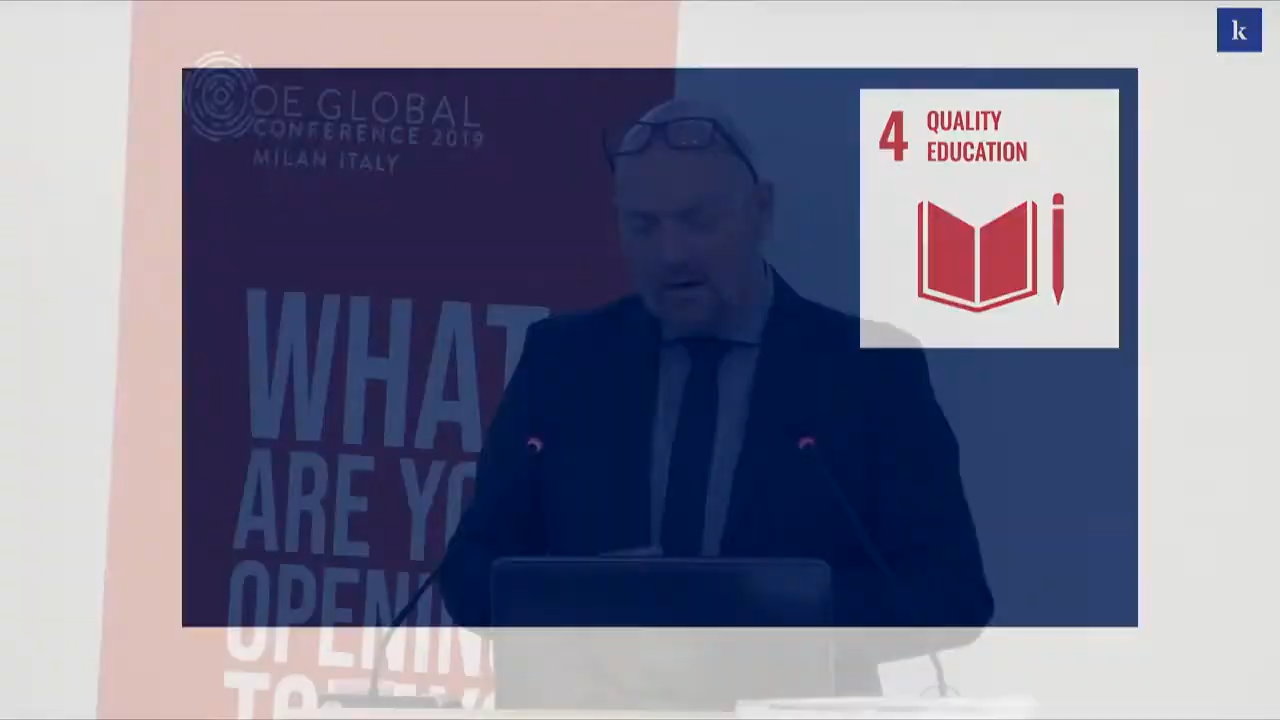 k
OE GLOBAL
CONFERENCE 2019
MILAN ITALY
4 QUALITY
EDUCATION
WHAT
ARE YO
OPENIN